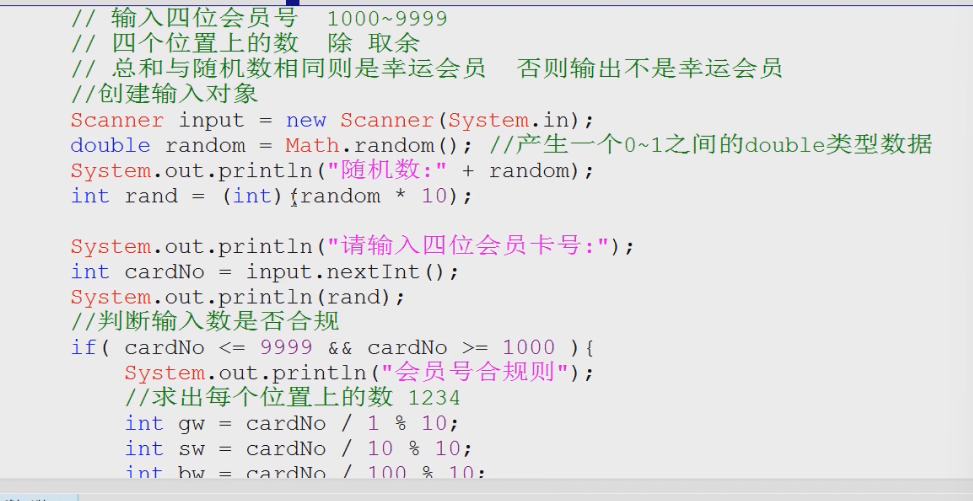 // 输入四位会员号  1000~9999
// 四个位置上的数  除 取余
// 总和与随机数相同则是幸运会员  否则输出不是幸运会员
//创建输入对象
Scanner input = new Scanner(System.in);
double random = Math.random(); //产生一个0~1之间的double类型数据
System.out.println("随机数:" + random);
int rand = (int)(random * 10);
System.out.println("请输入四位会员卡号:");
int cardNo = input.nextInt();
System.out.println(rand);
//判断输入数是否合规
if( cardNo <= 9999 && cardNo >= 1000 ){
System.out.println("会员号合规则");
//求出每个位置上的数 1234
int gw = cardNo / 1 % 10;
int sw = cardNo / 10 % 10;
int bw = cardNo / 100 % 10;